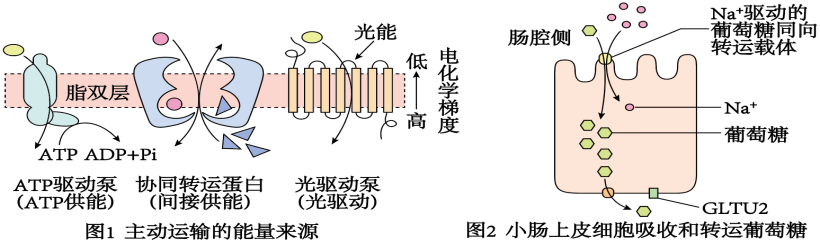 光能
脂双层
低
高
电化学梯度
ATP ADP+Pi
ATP驱动泵
(ATP供能)
协同转运蛋白
(间接供能)
光驱动泵
(光驱动)
图1 主动运输的能量来源
肠腔侧
Na⁺驱动的
葡萄糖同向
转运载体
Na⁺
葡萄糖
GLTU2
图2 小肠上皮细胞吸收和转运葡萄糖